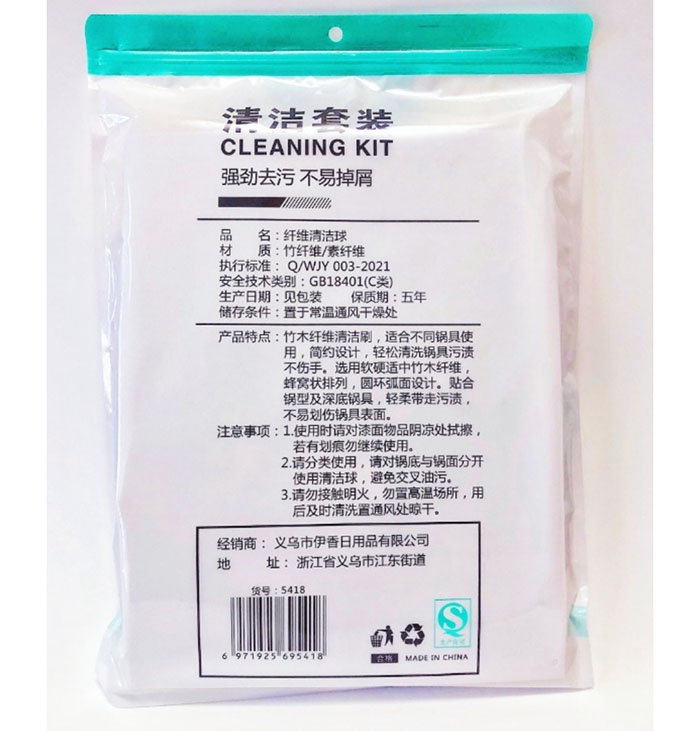 清洁套装
CLEANING KIT
强劲去污 不易掉屑
品 名：纤维清洁球
材 质：竹纤维/素纤维
执行标准： Q/WJY 003-2021
安全技术类别：GB18401(C类)
生产日期：见包装 保质期：五年
储存条件：置于常温通风干燥处
产品特点：竹木纤维清洁刷，适合不同锅具使
用，简约设计，轻松清洗锅具污渍
不伤手。选用软硬适中竹木纤维，
蜂窝状排列，圆环弧面设计。贴合
锅型及深底锅具，轻柔带走污渍，
不易划伤锅具表面。
注意事项：1.使用时请对漆面物品阴凉处拭擦，
若有划痕勿继续使用。
2.请分类使用，请对锅底与锅面分开
使用清洁球，避免交叉油污。
3.请勿接触明火，勿置高温场所，用
后及时清洗置通风处晾干。
经销商： 义乌市伊香日用品有限公司
地 址： 浙江省义乌市江东街道
货号：5418
6 971925 695418
合格 MADE IN CHINA